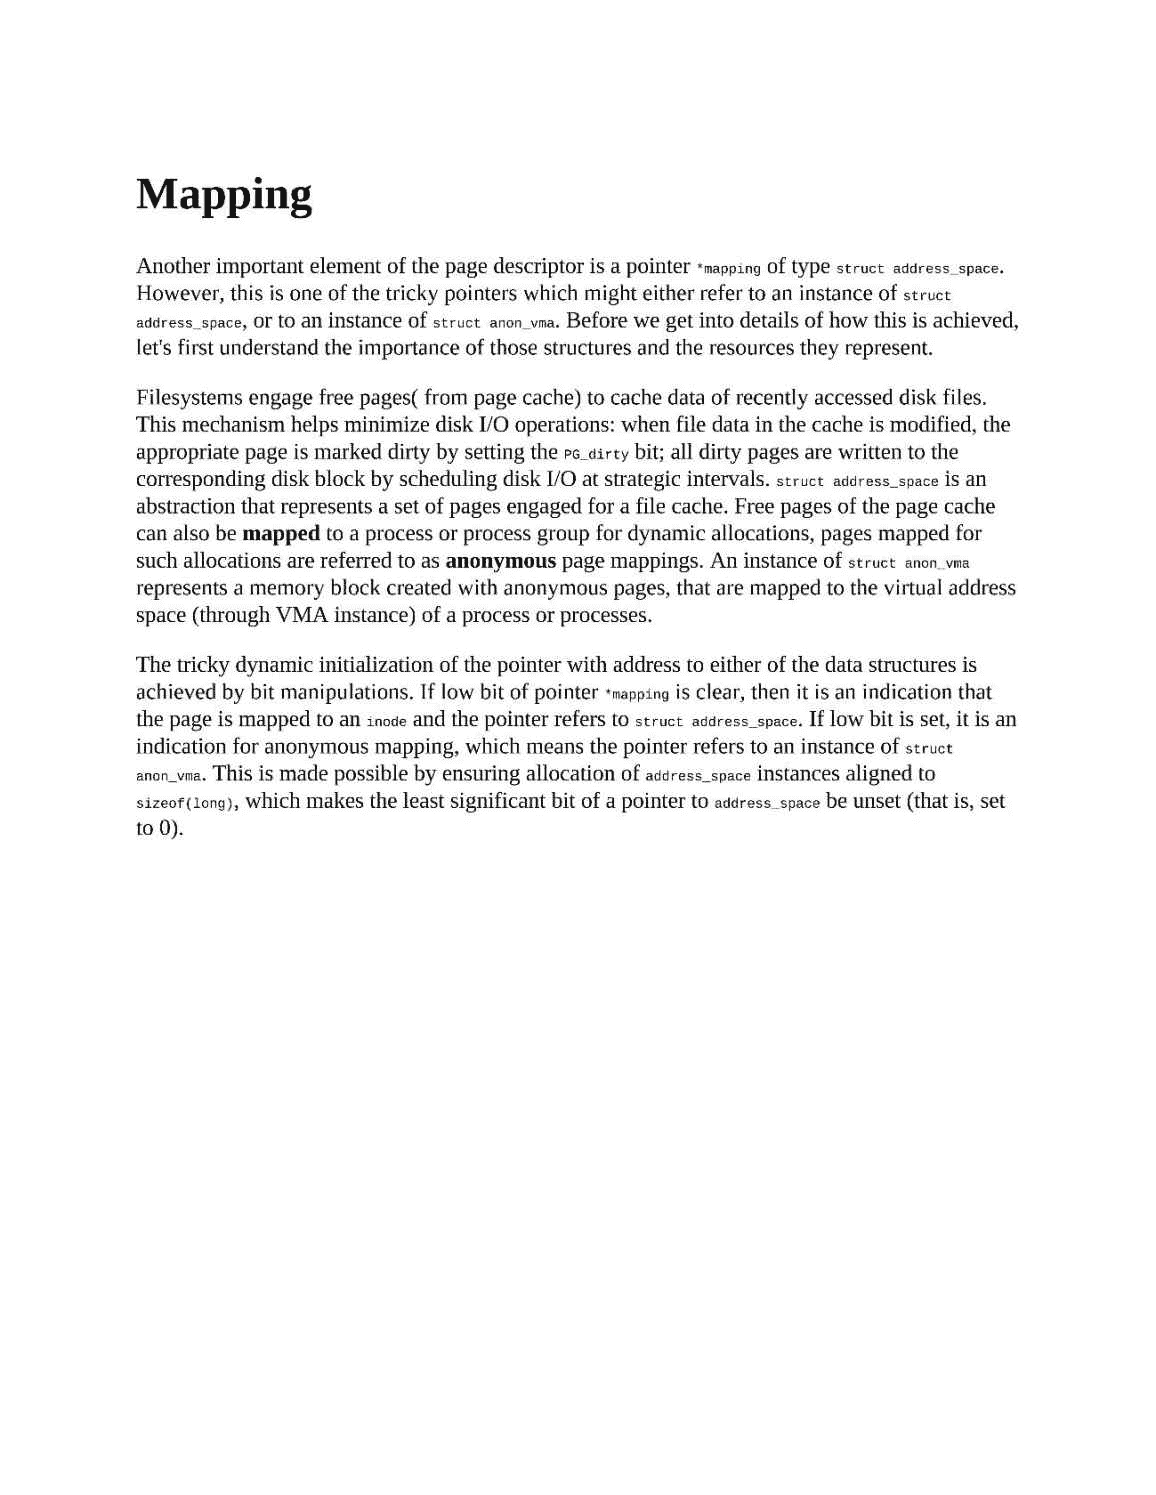 Mapping
Another important element of the page descriptor is a pointer *mapping of type struct address_space.
However, this is one of the tricky pointers which might either refer to an instance of struct
address_space, or to an instance of struct anon_vma. Before we get into details of how this is achieved,
let's first understand the importance of those structures and the resources they represent.
Filesystems engage free pages( from page cache) to cache data of recently accessed disk files.
This mechanism helps minimize disk I/O operations: when file data in the cache is modified, the
appropriate page is marked dirty by setting the PG_dirty bit; all dirty pages are written to the
corresponding disk block by scheduling disk I/O at strategic intervals. struct address_space is an
abstraction that represents a set of pages engaged for a file cache. Free pages of the page cache
can also be mapped to a process or process group for dynamic allocations, pages mapped for
such allocations are referred to as anonymous page mappings. An instance of struct anon_vma
represents a memory block created with anonymous pages, that are mapped to the virtual address
space (through VMA instance) of a process or processes.
The tricky dynamic initialization of the pointer with address to either of the data structures is
achieved by bit manipulations. If low bit of pointer *mapping is clear, then it is an indication that
the page is mapped to an inode and the pointer refers to struct address_space. If low bit is set, it is an
indication for anonymous mapping, which means the pointer refers to an instance of struct
anon_vma. This is made possible by ensuring allocation of address_space instances aligned to
sizeof(long), which makes the least significant bit of a pointer to address_space be unset (that is, set
to 0).